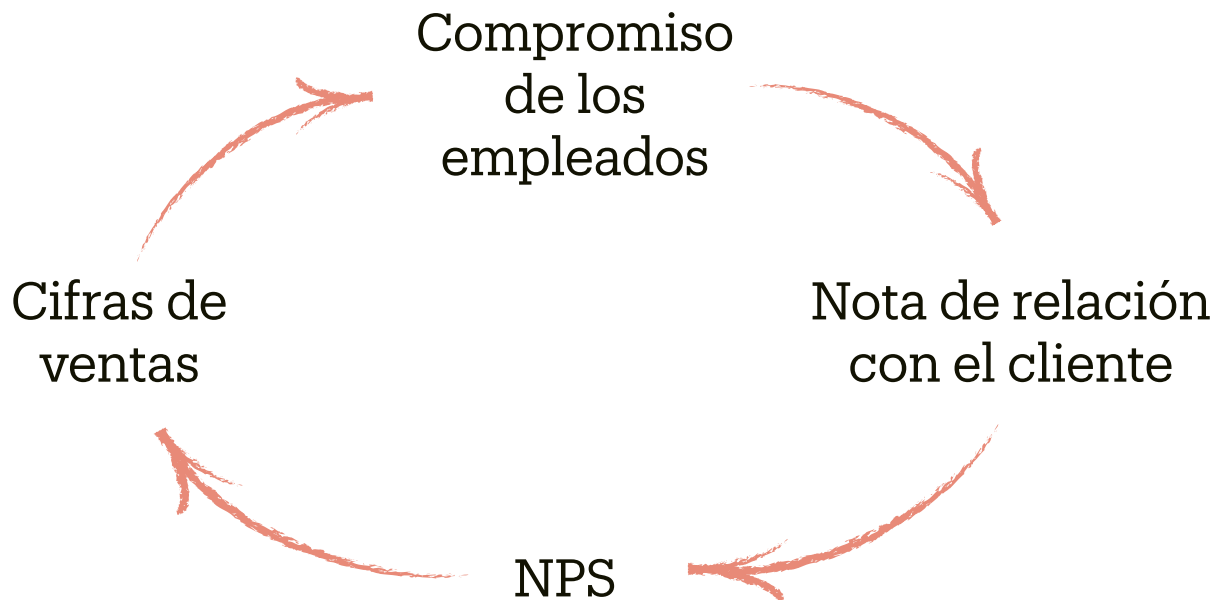 Compromiso
de los
empleados
Nota de relación
con el cliente
NPS
Cifras de
ventas